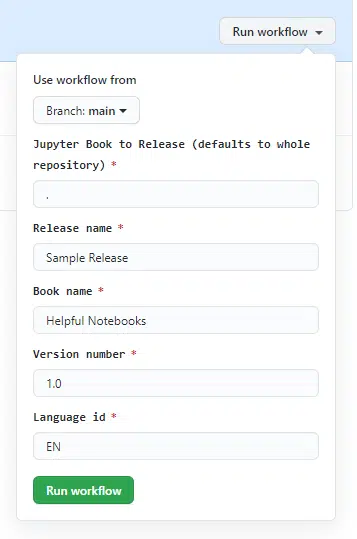 Run workflow
Use workflow from
Branch: main
Jupyter Book to Release (defaults to whole
repository) *
.
Release name *
Sample Release
Book name *
Helpful Notebooks
Version number *
1.0
Language id *
EN
Run workflow